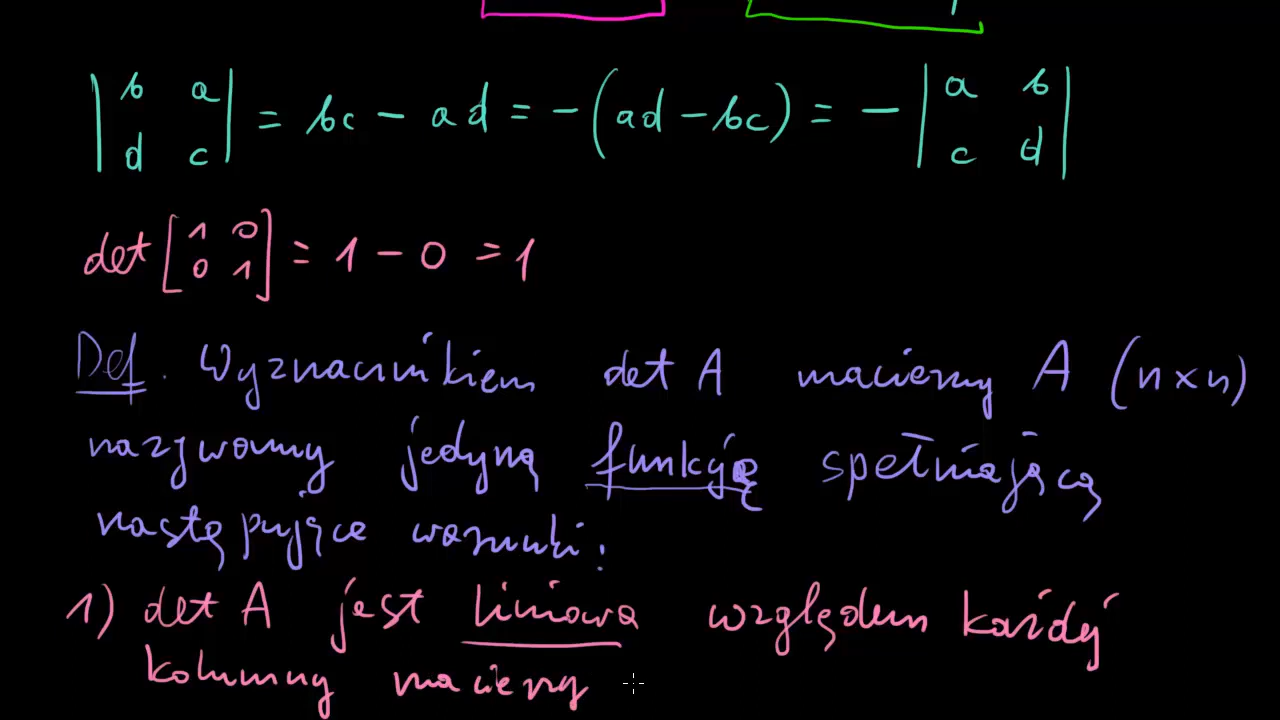 |b a; d c| = bc - ad = -(ad - bc) = -|a b; c d|
det [1 0; 0 1] = 1 - 0 = 1
Def. Wyznacznikiem det A macierzy A (n×n)
nazywamy jedyną funkcję spełniającą
następujące warunki:
1) det A jest liniowa względem każdej
kolumny macierzy